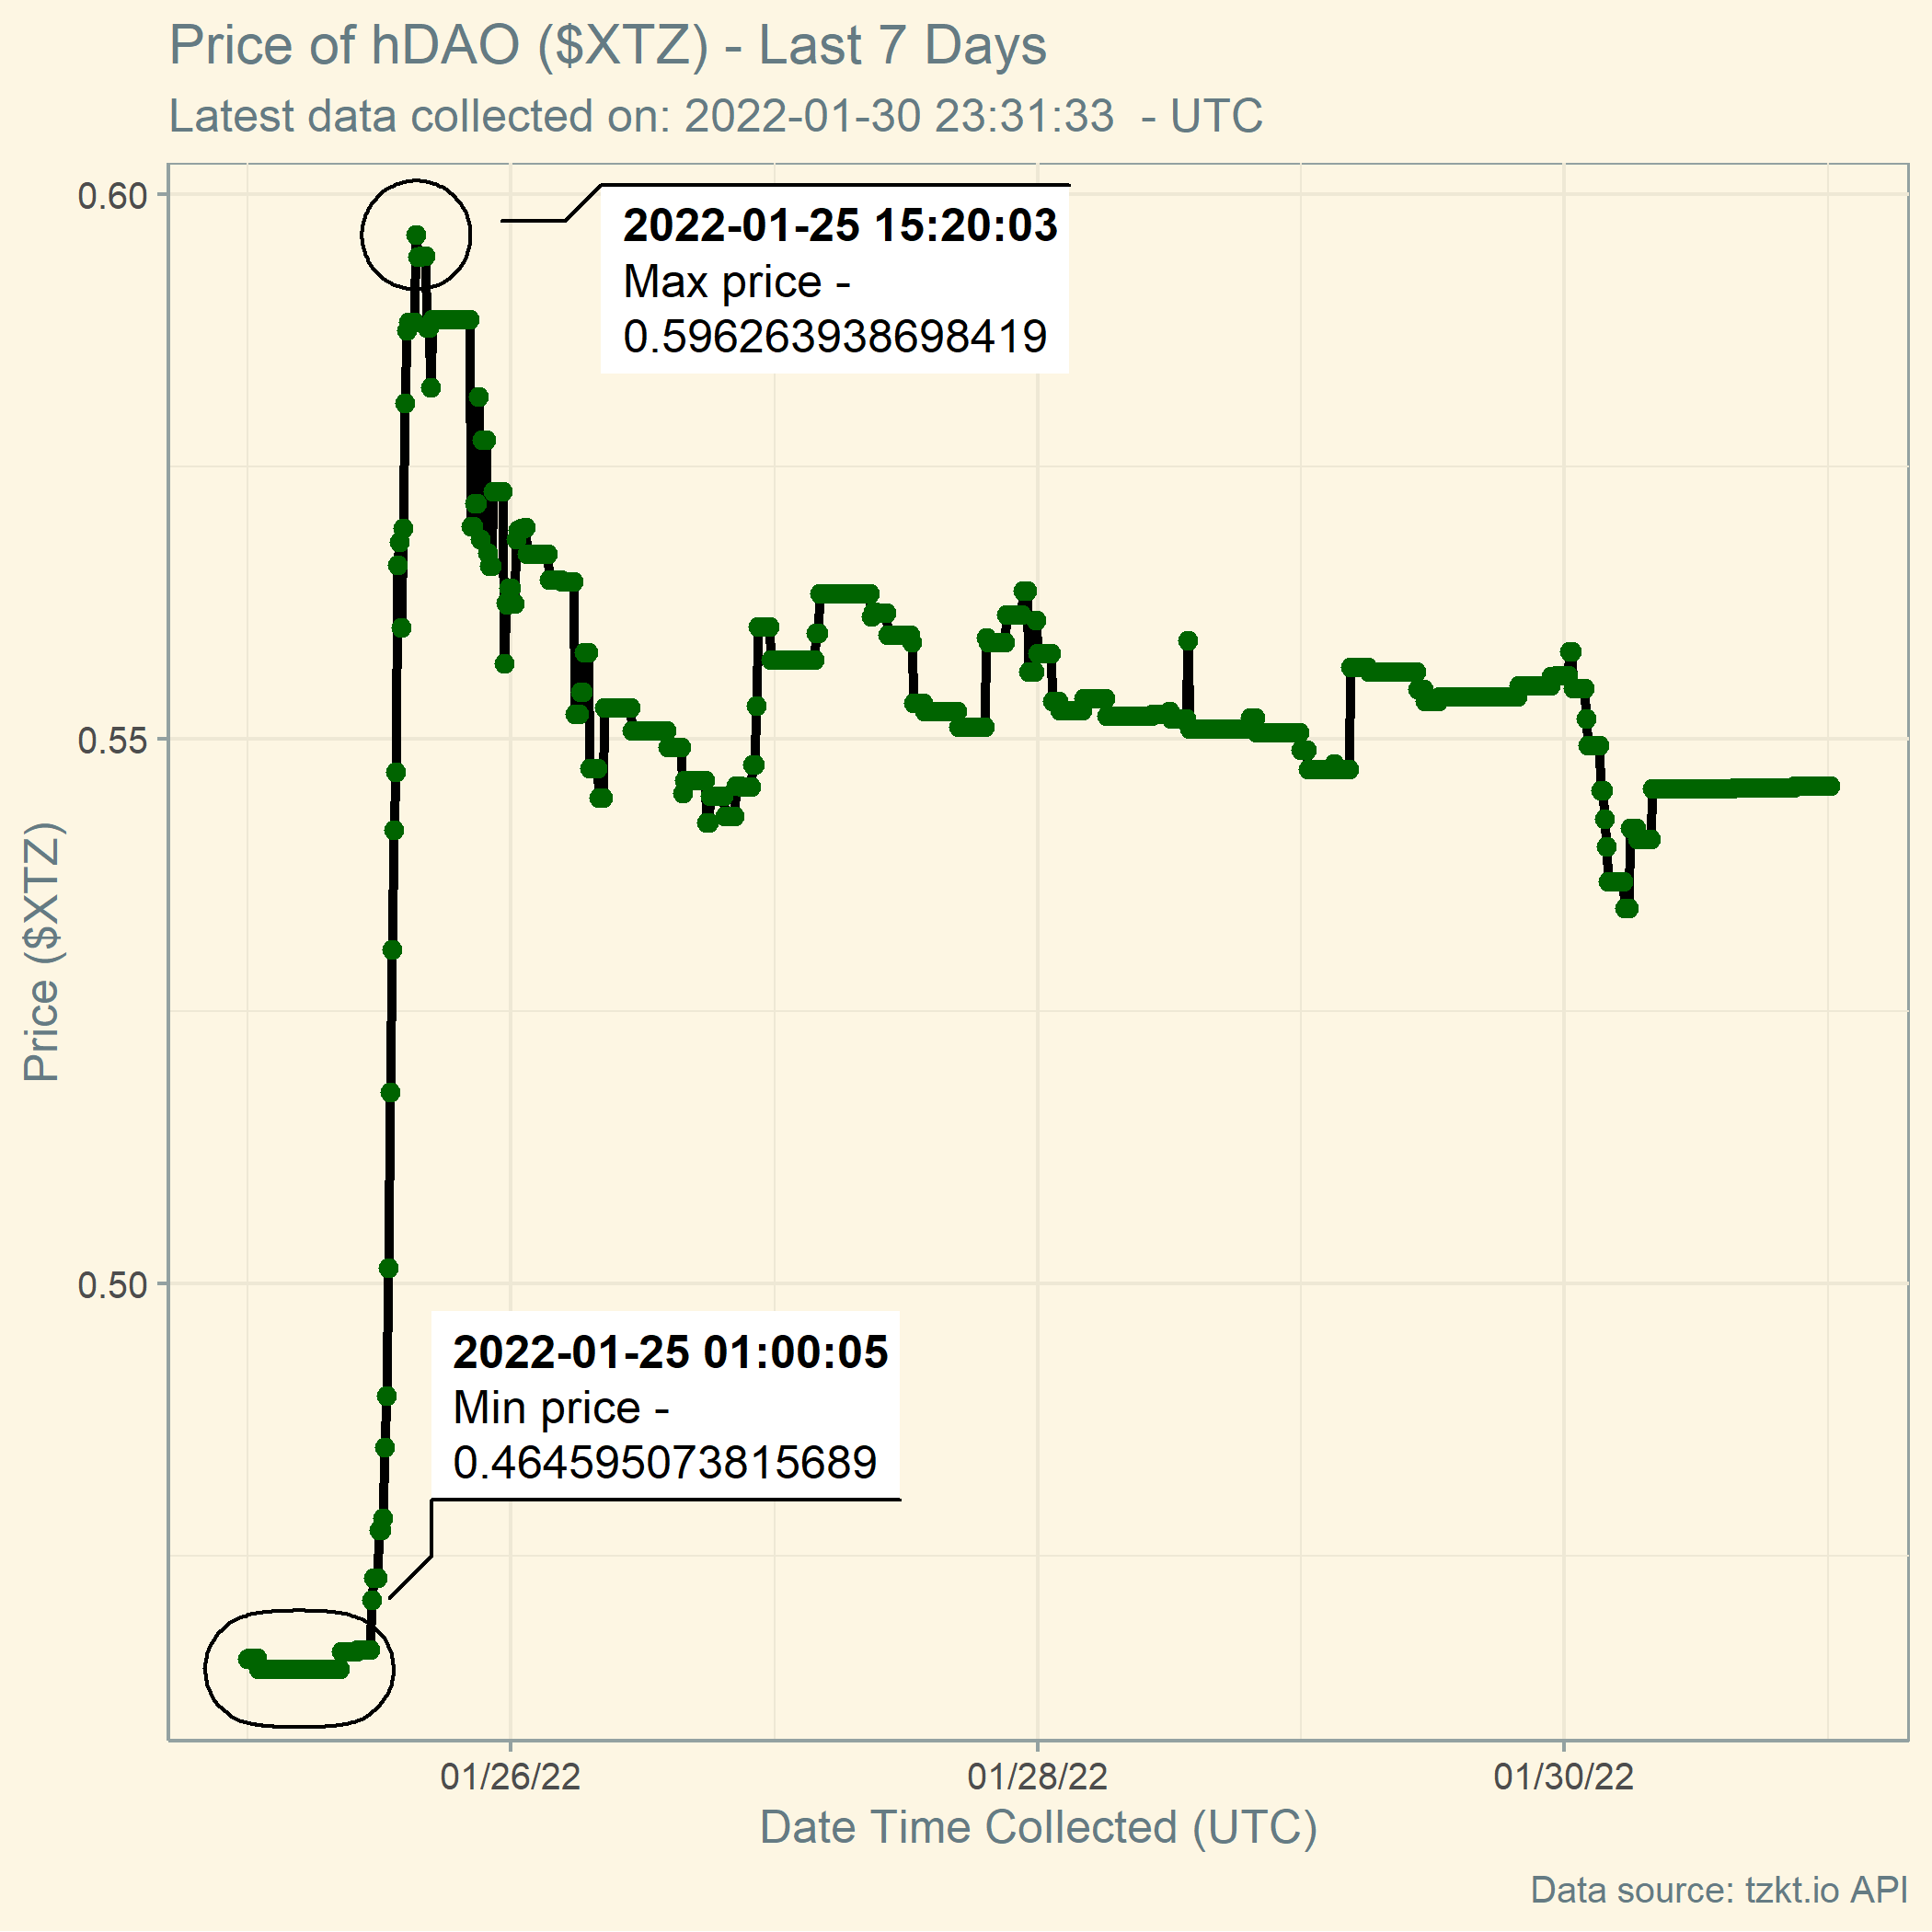 Price of hDAO ($XTZ) - Last 7 Days
Latest data collected on: 2022-01-30 23:31:33  - UTC
0.60
2022-01-25 15:20:03
Max price -
0.596263938698419
0.55
Price ($XTZ)
0.50
2022-01-25 01:00:05
Min price -
0.464595073815689
01/26/22
01/28/22
01/30/22
Date Time Collected (UTC)
Data source: tzkt.io API